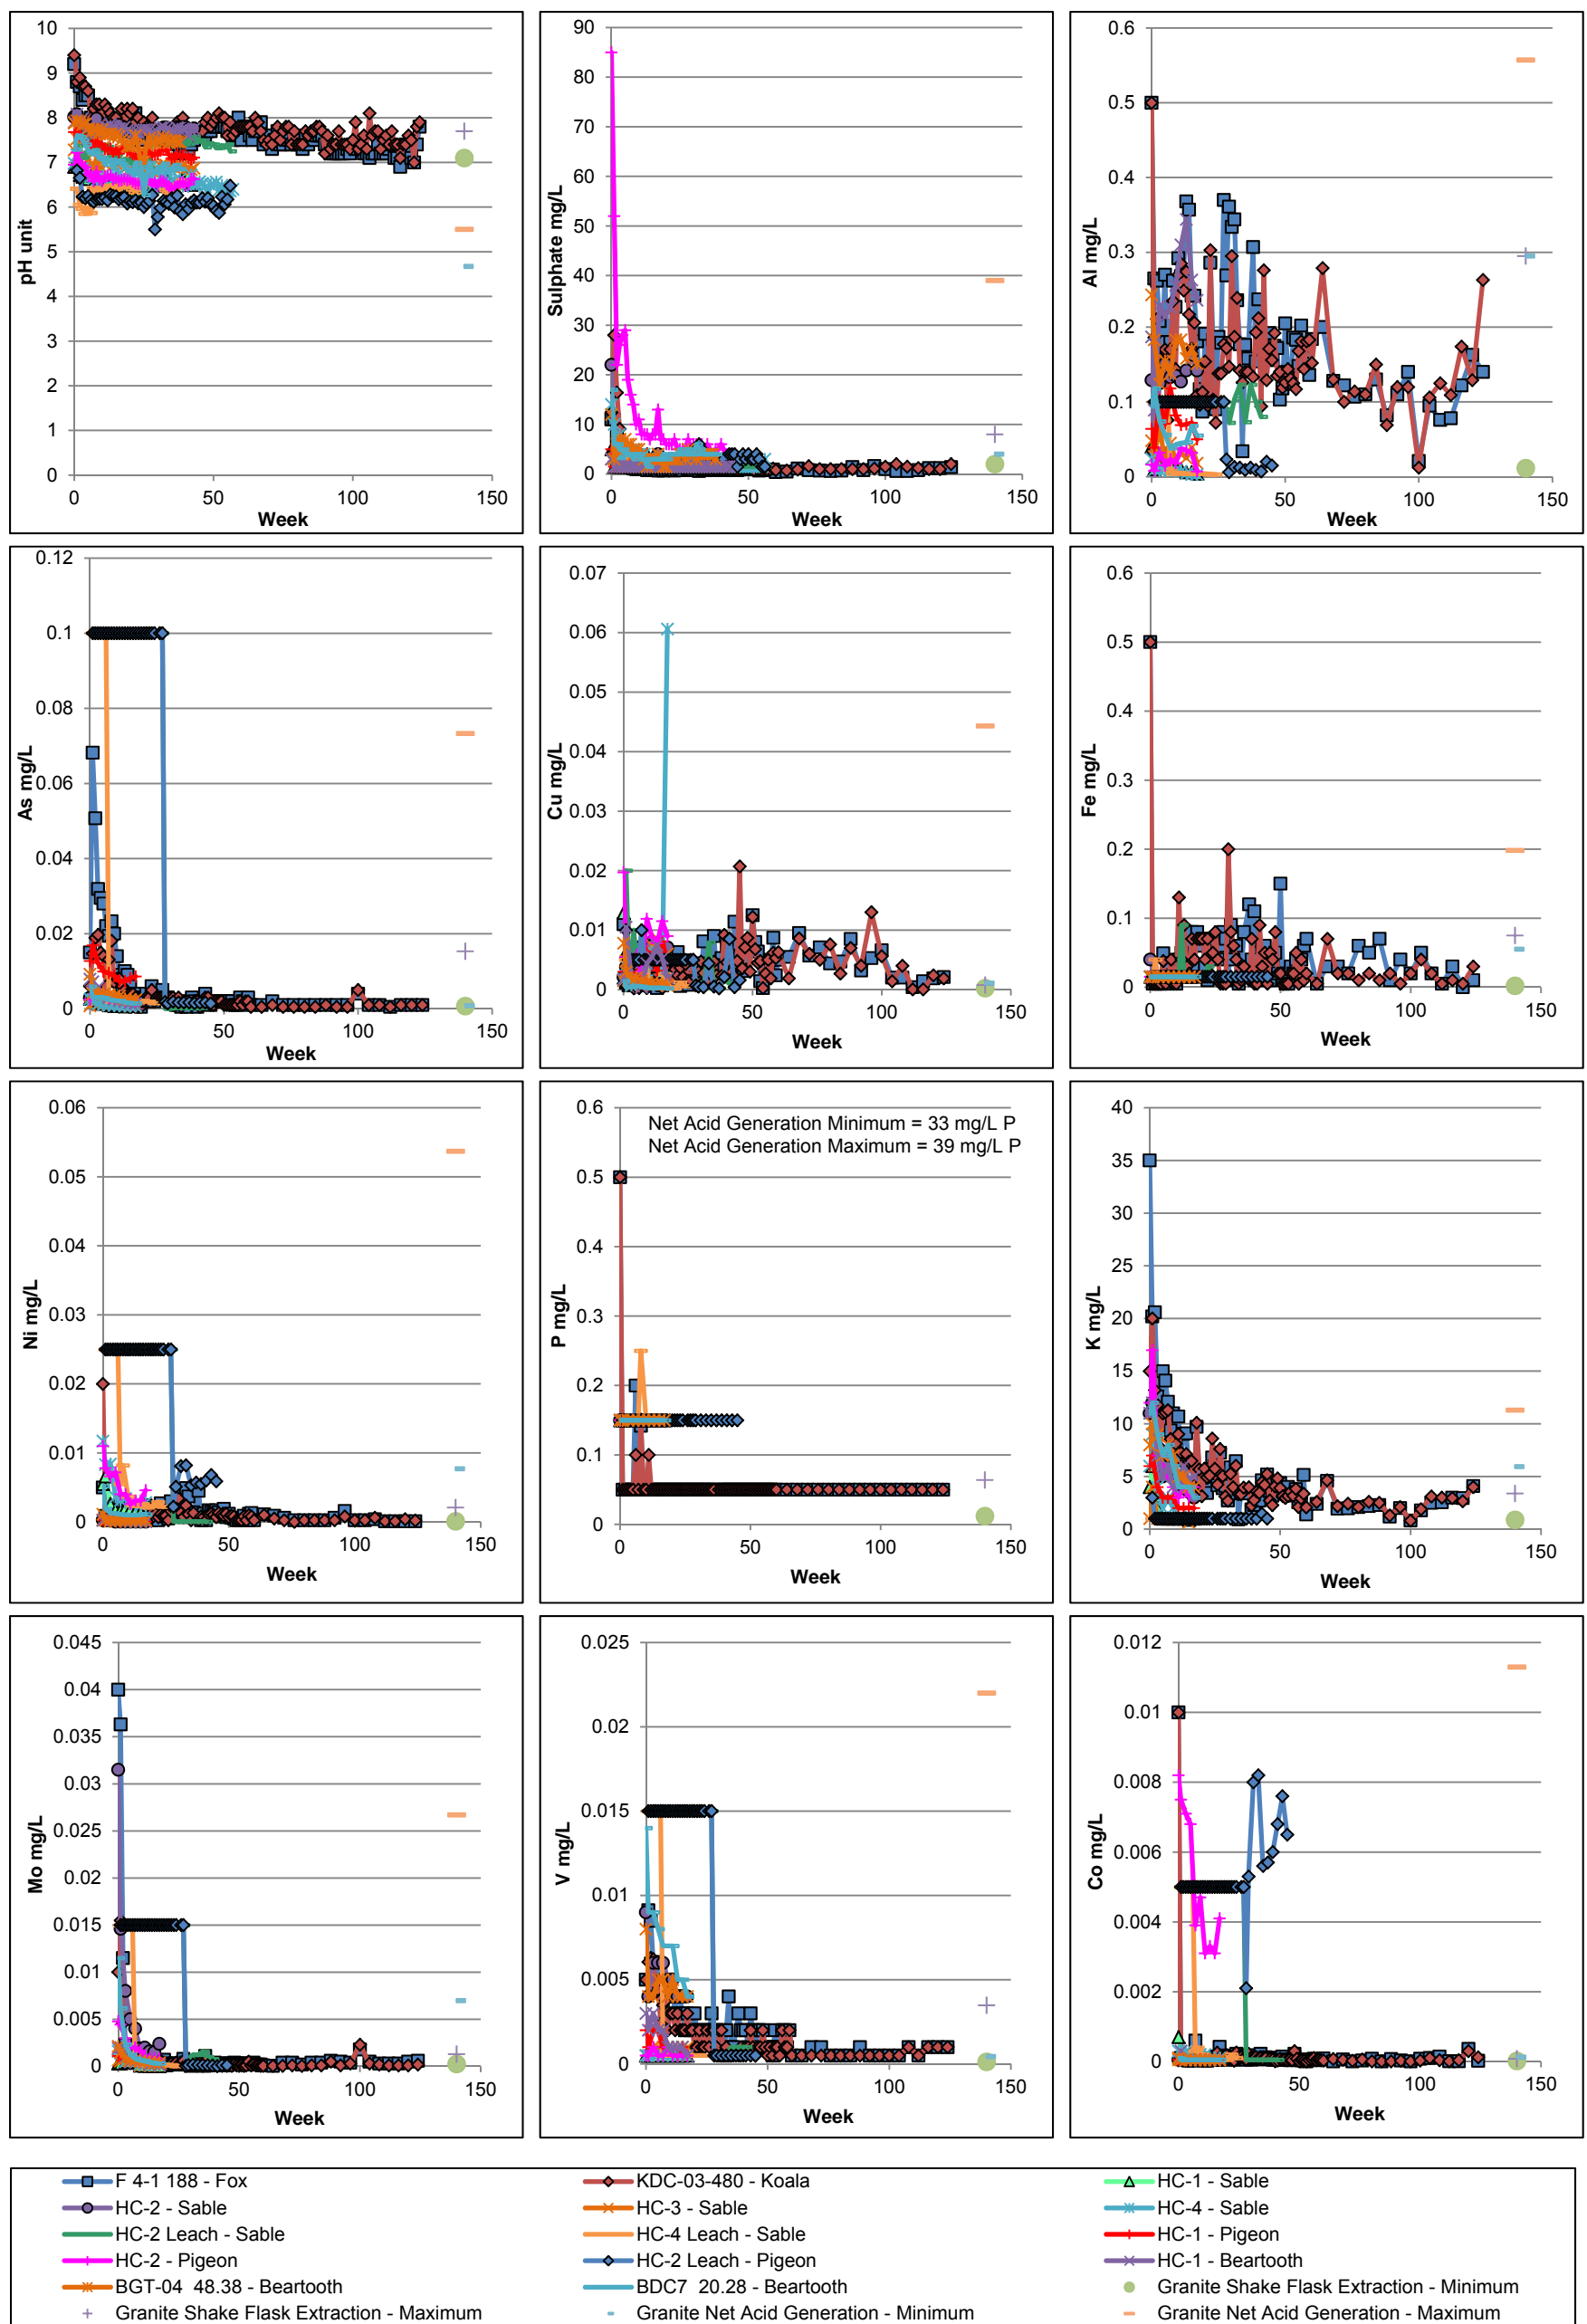 10
9
8
7
6
5
4
3
2
1
0
0 50 100 150
pH unit
Week
90
80
70
60
50
40
30
20
10
0
0 50 100 150
Sulphate mg/L
Week
0.6
0.5
0.4
0.3
0.2
0.1
0
0 50 100 150
Al mg/L
Week
0.12
0.1
0.08
0.06
0.04
0.02
0
0 50 100 150
As mg/L
Week
0.07
0.06
0.05
0.04
0.03
0.02
0.01
0
0 50 100 150
Cu mg/L
Week
0.6
0.5
0.4
0.3
0.2
0.1
0
0 50 100 150
Fe mg/L
Week
0.06
0.05
0.04
0.03
0.02
0.01
0
0 50 100 150
Ni mg/L
Week
0.6
0.5
0.4
0.3
0.2
0.1
0
0 50 100 150
P mg/L
Week
Net Acid Generation Minimum = 33 mg/L P
Net Acid Generation Maximum = 39 mg/L P
40
35
30
25
20
15
10
5
0
0 50 100 150
K mg/L
Week
0.045
0.04
0.035
0.03
0.025
0.02
0.015
0.01
0.005
0
0 50 100 150
Mo mg/L
Week
0.025
0.02
0.015
0.01
0.005
0
0 50 100 150
V mg/L
Week
0.012
0.01
0.008
0.006
0.004
0.002
0
0 50 100 150
Co mg/L
Week
F 4-1 188 - Fox
KDC-03-480 - Koala
HC-1 - Sable
HC-2 - Sable
HC-3 - Sable
HC-4 - Sable
HC-2 Leach - Sable
HC-4 Leach - Sable
HC-1 - Pigeon
HC-2 - Pigeon
HC-2 Leach - Pigeon
HC-1 - Beartooth
BGT-04 48.38 - Beartooth
BDC7 20.28 - Beartooth
Granite Shake Flask Extraction - Minimum
Granite Shake Flask Extraction - Maximum
Granite Net Acid Generation - Minimum
Granite Net Acid Generation - Maximum